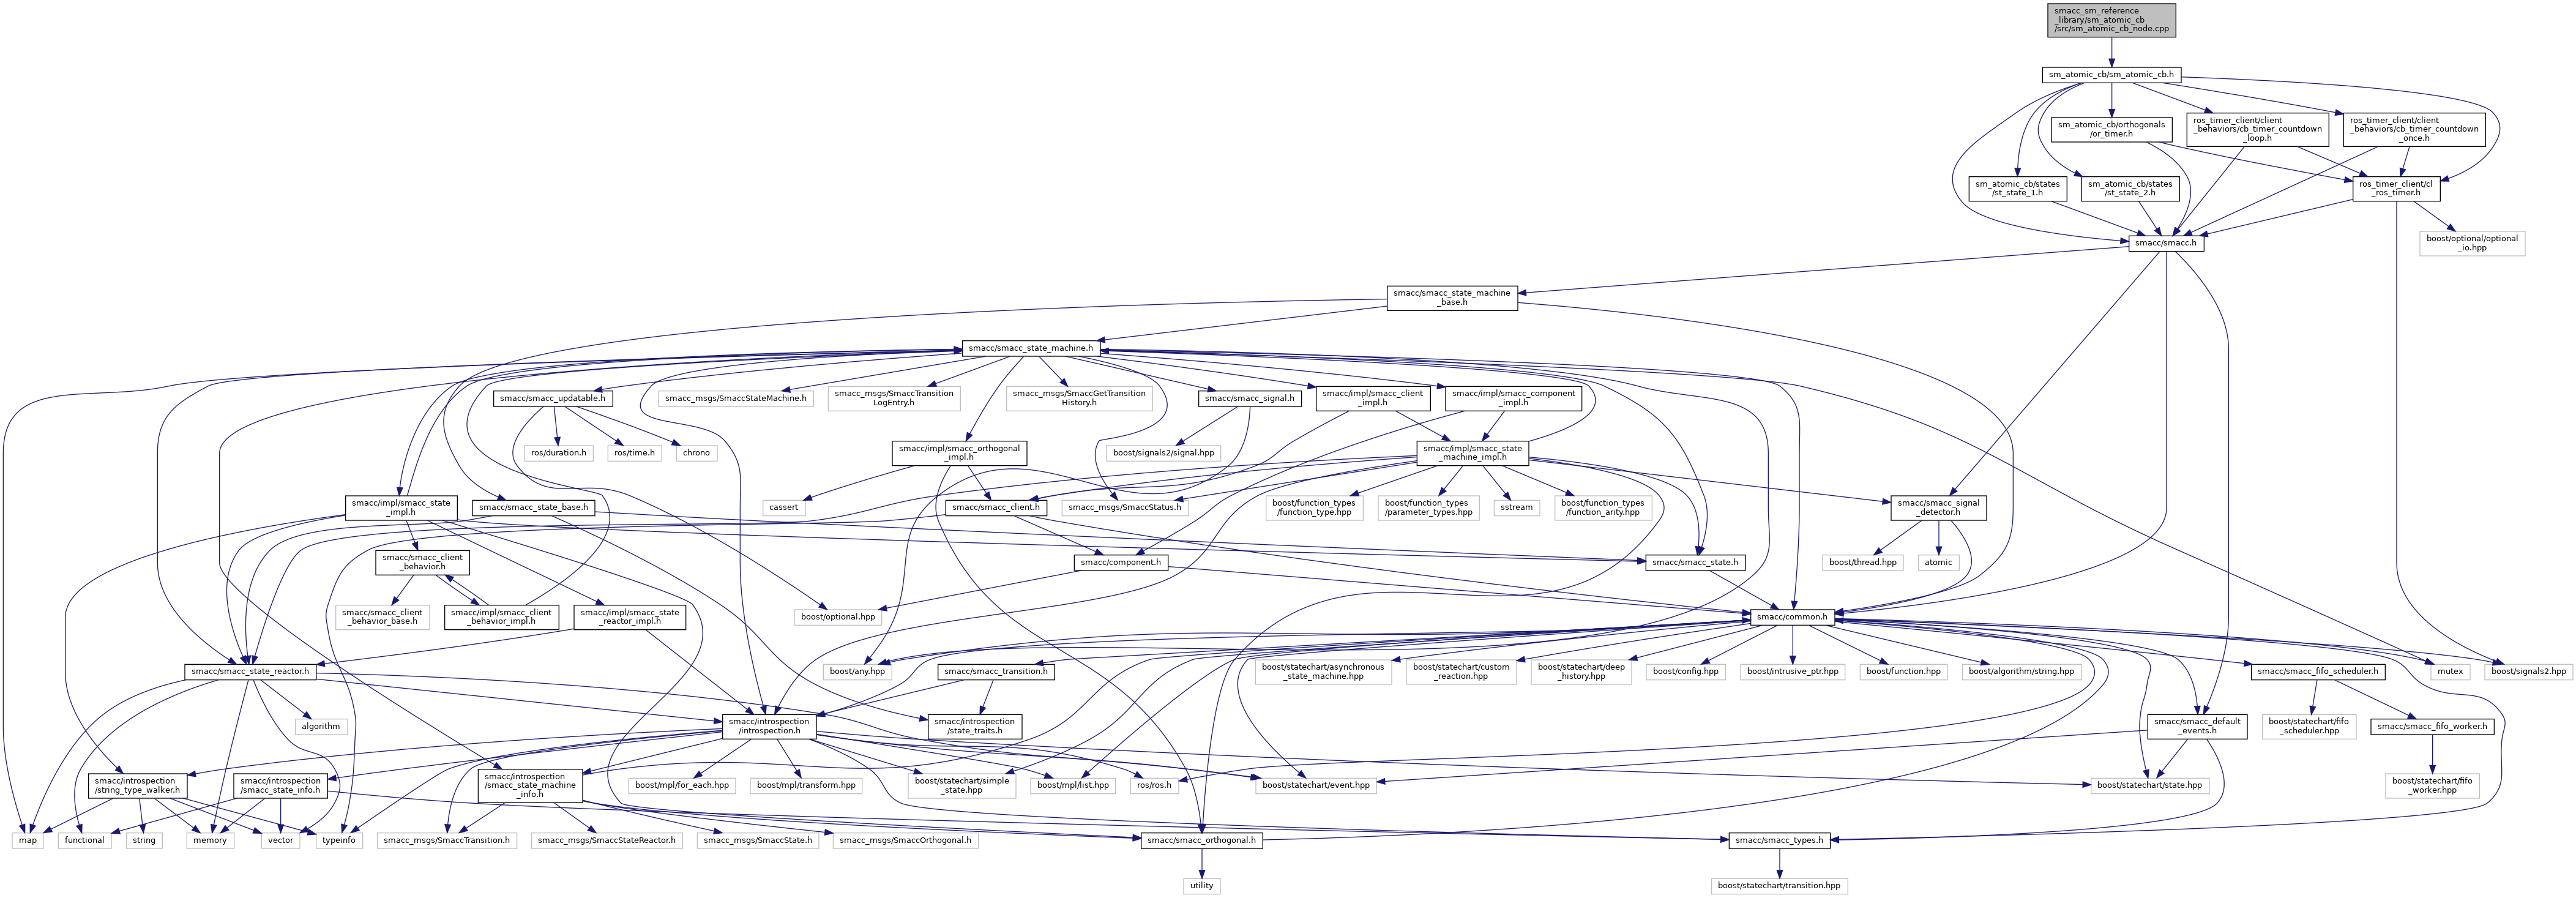 smacc_sm_reference
_library/sm_atomic_cb
/src/sm_atomic_cb_node.cpp
sm_atomic_cb/sm_atomic_cb.h
sm_atomic_cb/orthogonals
/or_timer.h
ros_timer_client/client
_behaviors/cb_timer_countdown
_loop.h
ros_timer_client/client
_behaviors/cb_timer_countdown
_once.h
sm_atomic_cb/states
/st_state_1.h
sm_atomic_cb/states
/st_state_2.h
ros_timer_client/cl
_ros_timer.h
smacc/smacc.h
boost/optional/optional
_io.hpp
smacc/smacc_state_machine
_base.h
smacc/smacc_state_machine.h
smacc/smacc_updatable.h
smacc_msgs/SmaccStateMachine.h
smacc_msgs/SmaccTransition
LogEntry.h
smacc_msgs/SmaccGetTransition
History.h
smacc/smacc_signal.h
smacc/impl/smacc_client
_impl.h
smacc/impl/smacc_component
_impl.h
ros/duration.h
ros/time.h
chrono
smacc/impl/smacc_orthogonal
_impl.h
boost/signals2/signal.hpp
smacc/impl/smacc_state
_machine_impl.h
smacc/impl/smacc_state
_impl.h
smacc/smacc_state_base.h
cassert
smacc/smacc_client.h
smacc_msgs/SmaccStatus.h
boost/function_types
/function_type.hpp
boost/function_types
/parameter_types.hpp
sstream
boost/function_types
/function_arity.hpp
smacc/smacc_signal
_detector.h
smacc/smacc_client
_behavior.h
smacc/component.h
smacc/smacc_state.h
boost/thread.hpp
atomic
smacc/smacc_client
_behavior_base.h
smacc/impl/smacc_client
_behavior_impl.h
smacc/impl/smacc_state
_reactor_impl.h
boost/optional.hpp
smacc/common.h
smacc/smacc_state_reactor.h
boost/any.hpp
smacc/smacc_transition.h
boost/statechart/asynchronous
_state_machine.hpp
boost/statechart/custom
_reaction.hpp
boost/statechart/deep
_history.hpp
boost/config.hpp
boost/intrusive_ptr.hpp
boost/function.hpp
boost/algorithm/string.hpp
smacc/smacc_fifo_scheduler.h
mutex
boost/signals2.hpp
algorithm
smacc/introspection
/introspection.h
smacc/introspection
/state_traits.h
smacc/smacc_default
_events.h
boost/statechart/fifo
_scheduler.hpp
smacc/smacc_fifo_worker.h
smacc/introspection
/string_type_walker.h
smacc/introspection
/smacc_state_info.h
smacc/introspection
/smacc_state_machine
_info.h
boost/mpl/for_each.hpp
boost/mpl/transform.hpp
boost/statechart/simple
_state.hpp
boost/mpl/list.hpp
ros/ros.h
boost/statechart/event.hpp
boost/statechart/state.hpp
boost/statechart/fifo
_worker.hpp
map
functional
string
memory
vector
typeinfo
smacc_msgs/SmaccTransition.h
smacc_msgs/SmaccStateReactor.h
smacc_msgs/SmaccState.h
smacc_msgs/SmaccOrthogonal.h
smacc/smacc_orthogonal.h
smacc/smacc_types.h
utility
boost/statechart/transition.hpp